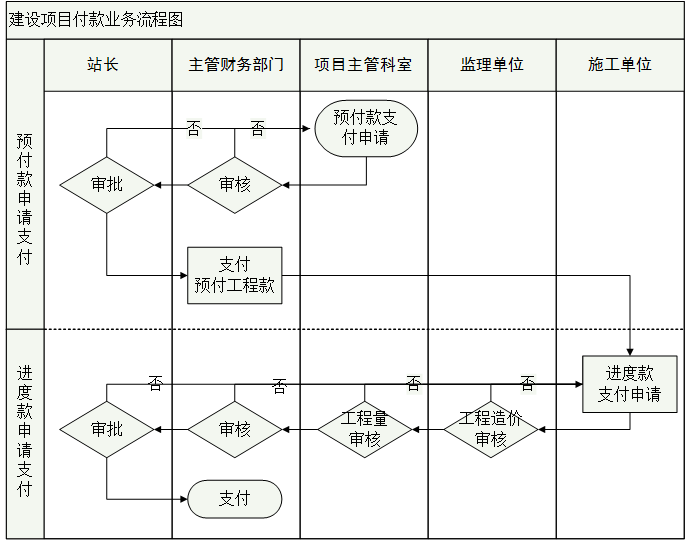 建设项目付款业务流程图
站长
主管财务部门
项目主管科室
监理单位
施工单位
预付款申请支付
否
否
预付款支
付申请
审批
审核
支付
预付工程款
进度款申请支付
否
否
否
否
进度款
支付申请
审批
审核
工程量
审核
工程造价
审核
支付